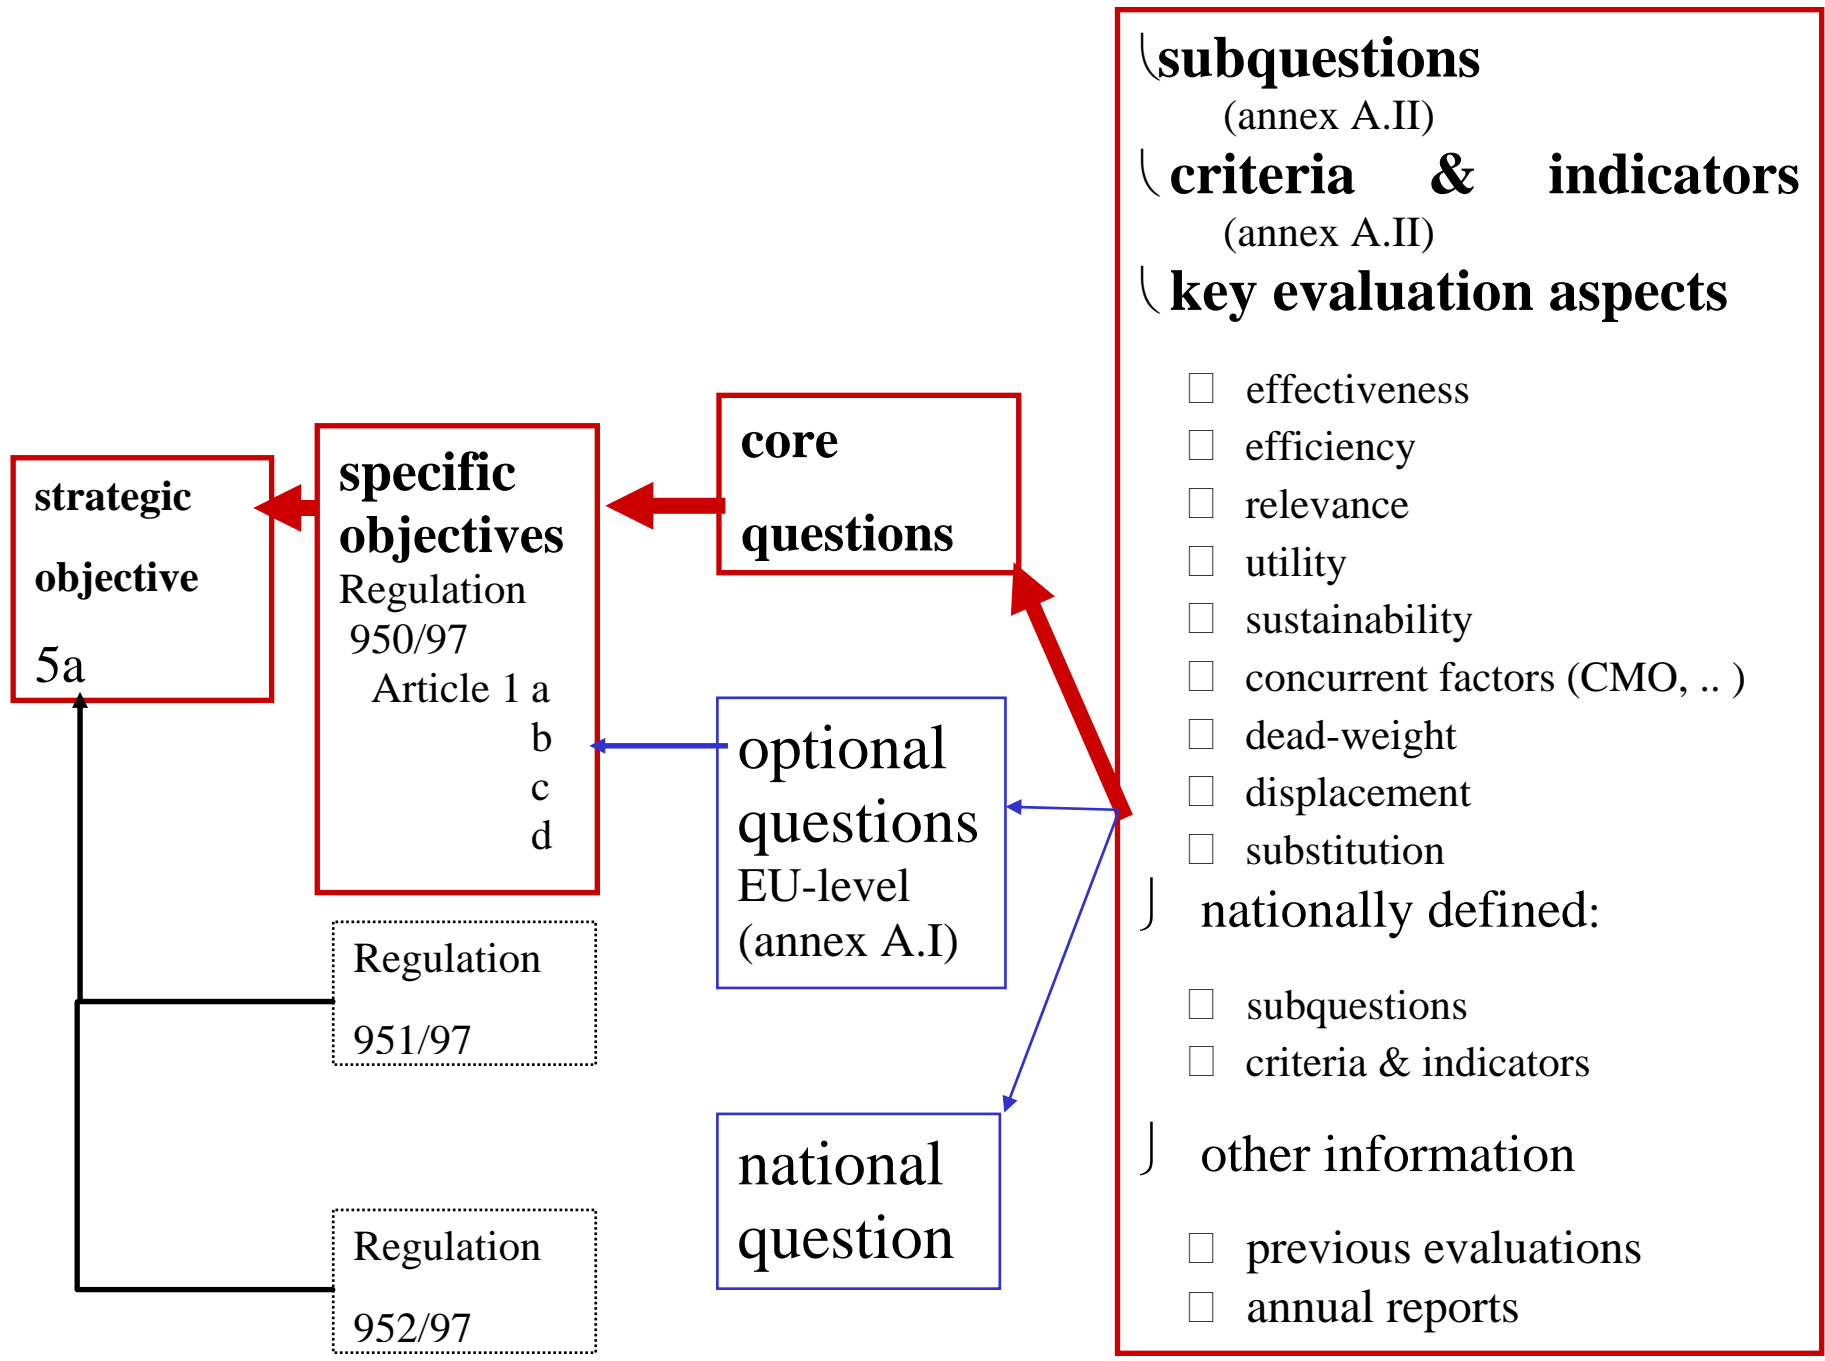 strategic
objective
5a
specific
objectives
Regulation
950/97
Article 1 a
b
c
d
Regulation
951/97
Regulation
952/97
core
questions
optional
questions
EU-level
(annex A.I)
national
question
subquestions
(annex A.II)
criteria & indicators
(annex A.II)
key evaluation aspects
effectiveness
efficiency
relevance
utility
sustainability
concurrent factors (CMO, .. )
dead-weight
displacement
substitution
nationally defined:
subquestions
criteria & indicators
other information
previous evaluations
annual reports